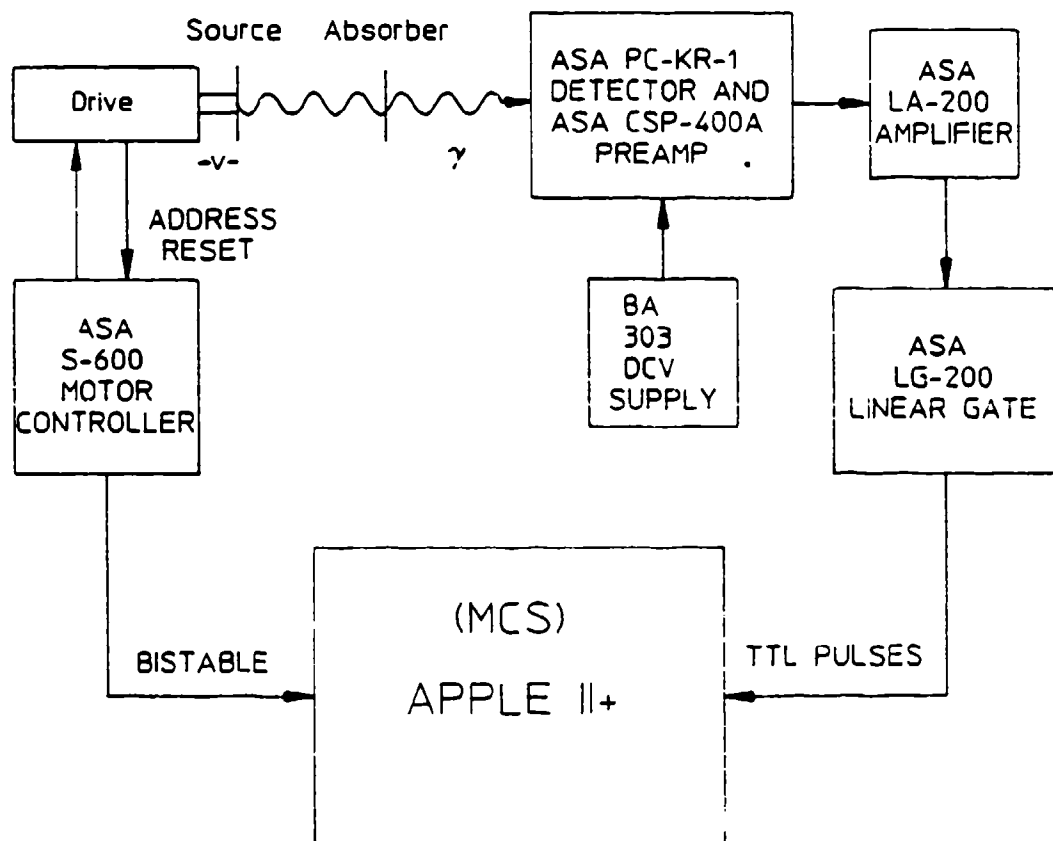 Source Absorber
Drive
-v-
γ
ASA PC-KR-1
DETECTOR AND
ASA CSP-400A
PREAMP
ASA
LA-200
AMPLIFIER
ADDRESS
RESET
ASA
S-600
MOTOR
CONTROLLER
BA
303
DCV
SUPPLY
ASA
LG-200
LINEAR GATE
BISTABLE
(MCS)
APPLE II+
TTL PULSES